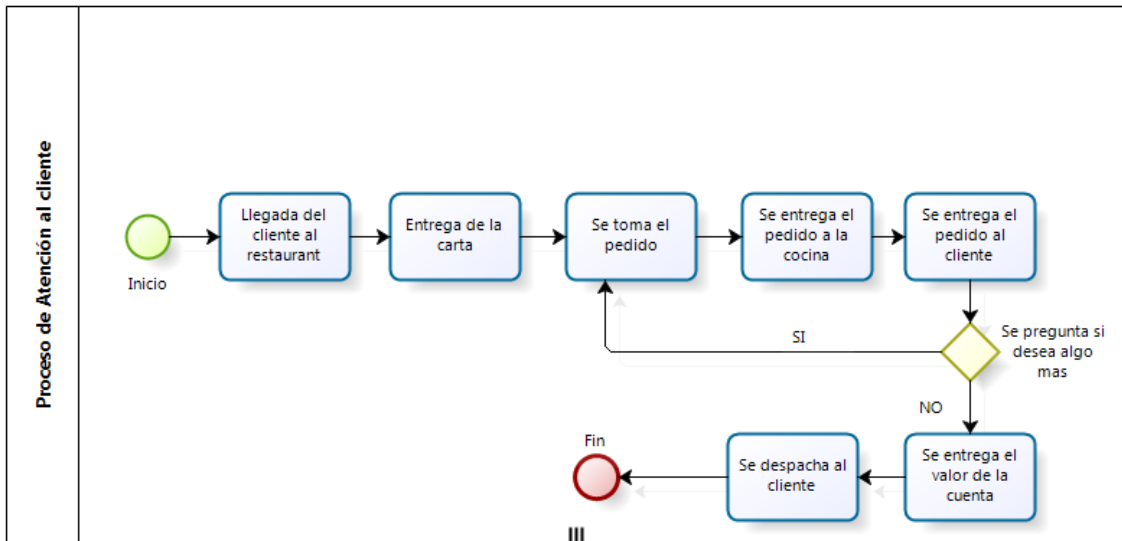 Proceso de Atención al cliente
Inicio
Llegada del
cliente al
restaurant
Entrega de la
carta
Se toma el
pedido
Se entrega el
pedido a la
cocina
Se entrega el
pedido al
cliente
Se pregunta si
desea algo
mas
SI
NO
Se entrega el
valor de la
cuenta
Se despacha al
cliente
Fin